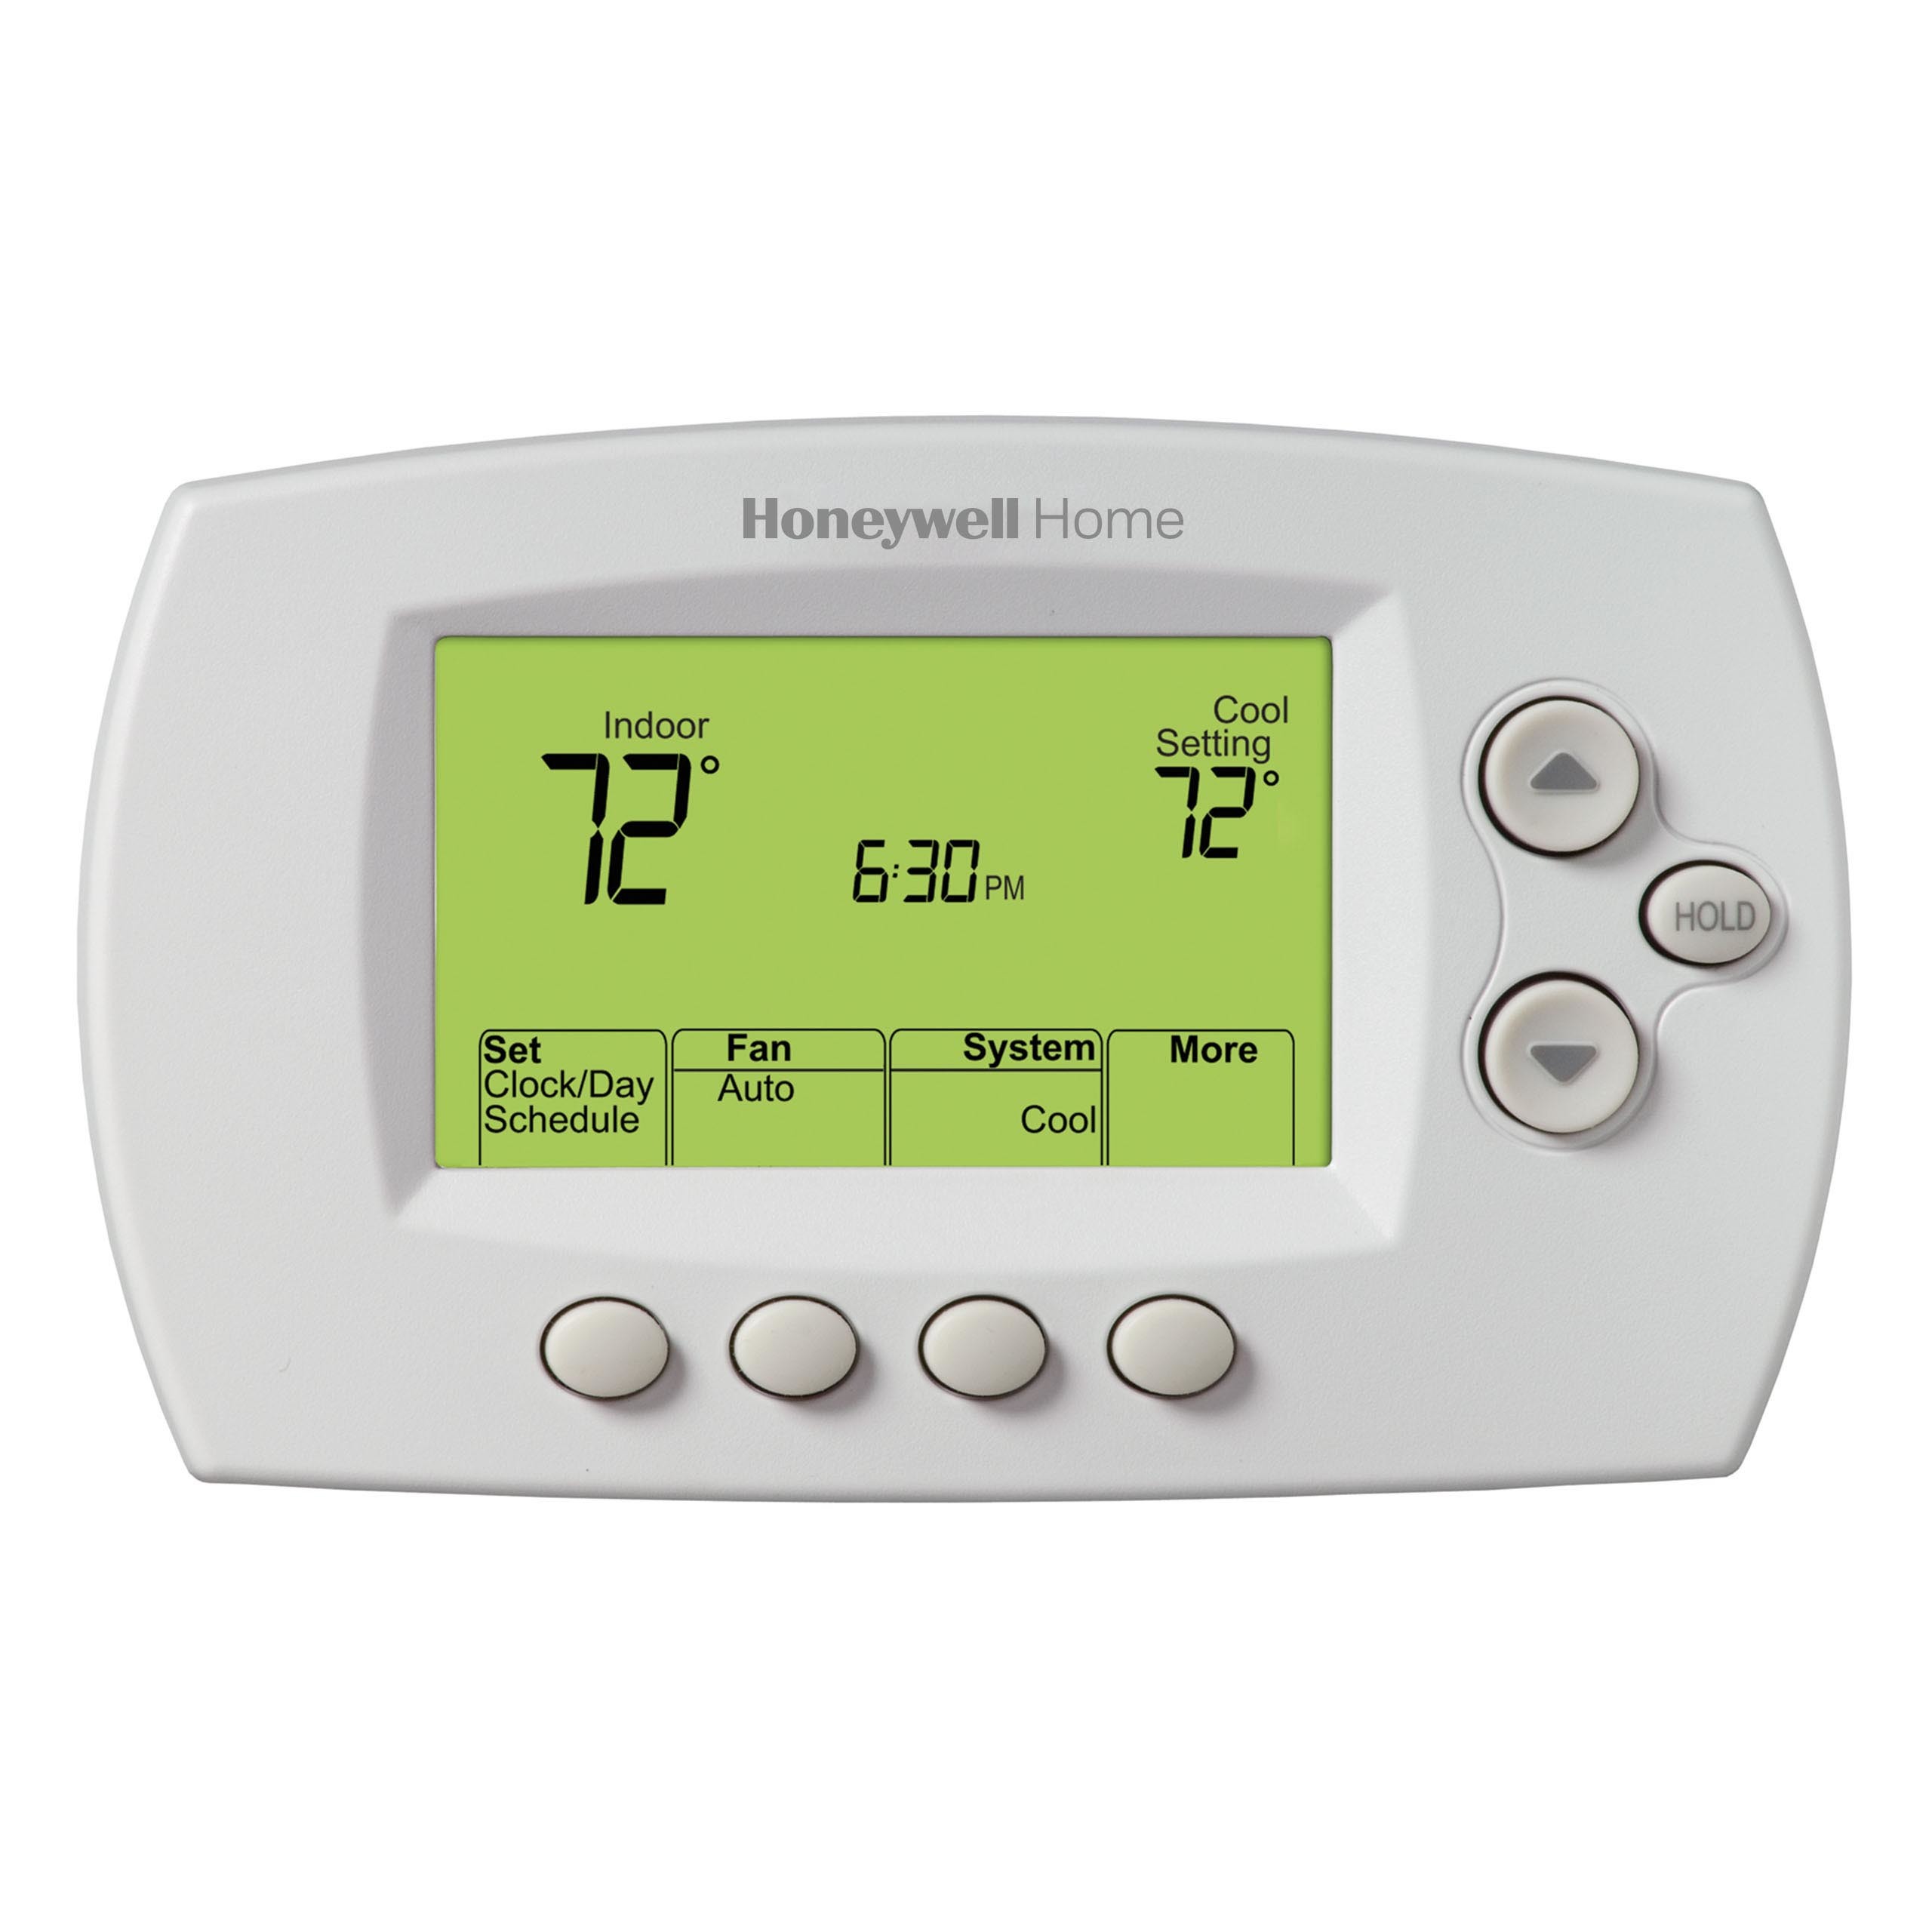 Honeywell Home
Indoor
72°
6:30 PM
Cool
Setting
72°
HOLD
Set
Clock/Day
Schedule
Fan
Auto
System
Cool
More